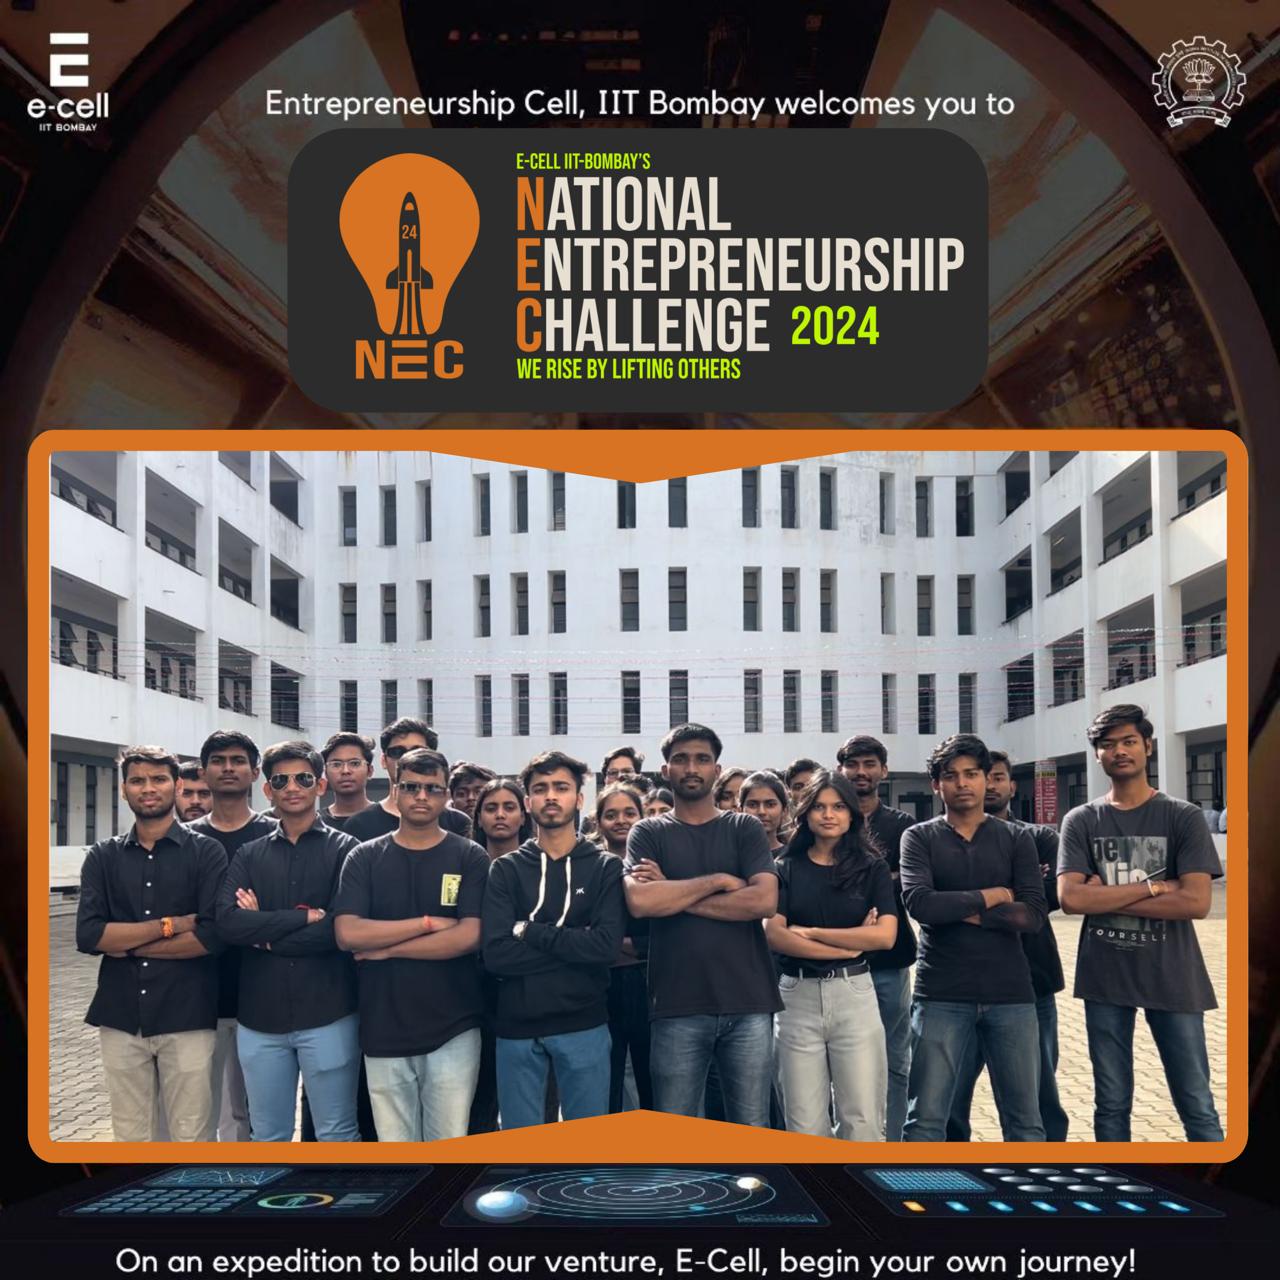 e-cell
IIT BOMBAY
Entrepreneurship Cell, IIT Bombay welcomes you to
24
NEC
E-CELL IIT-BOMBAY'S
NATIONAL
ENTREPRENEURSHIP
CHALLENGE 2024
WE RISE BY LIFTING OTHERS
YOURSELF
On an expedition to build our venture, E-Cell, begin your own journey!